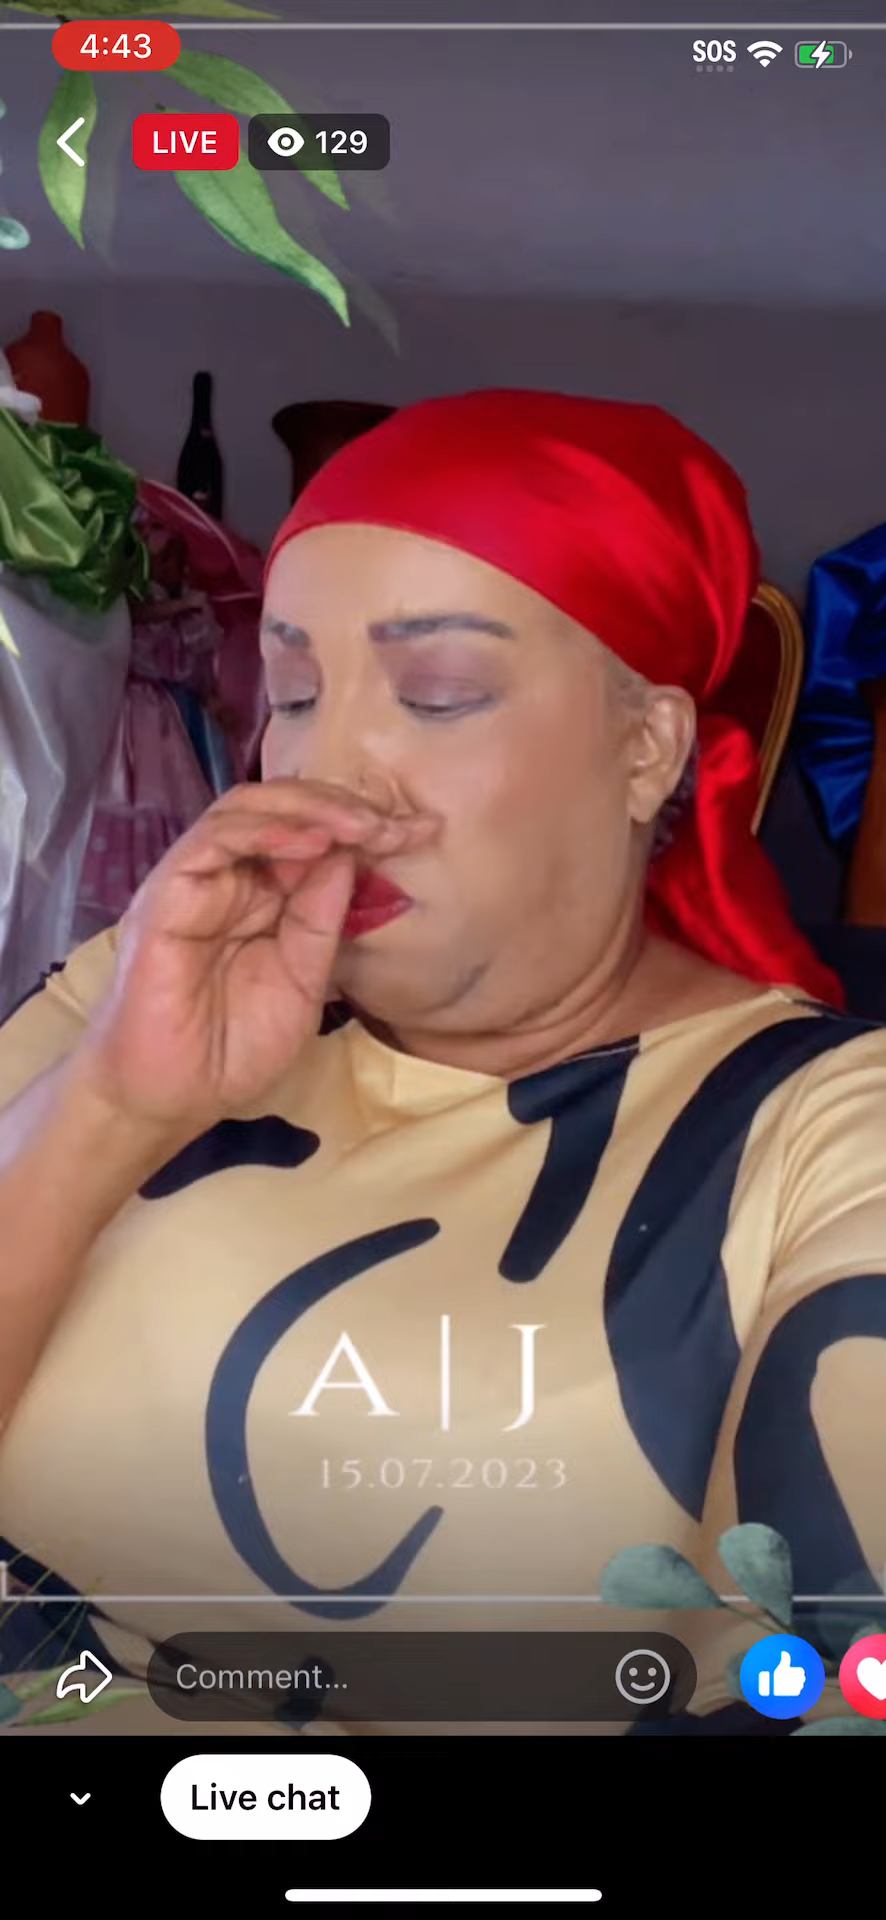 4:43
SOS
LIVE 129
A | J
15.07.2023
Comment...
Live chat